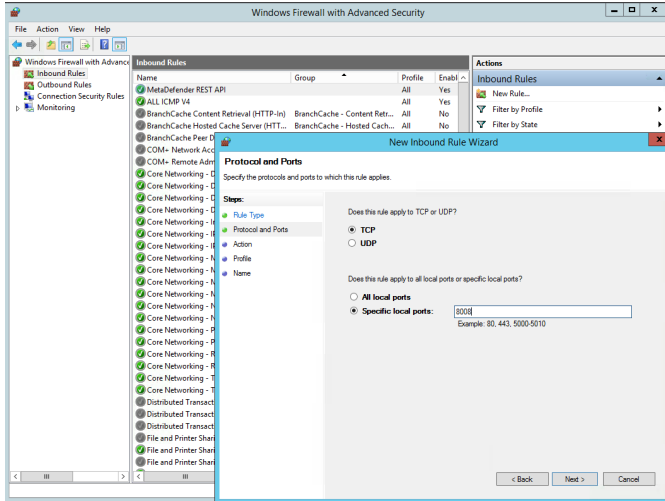 Windows Firewall with Advanced Security
File Action View Help
Windows Firewall with Advance
Inbound Rules
Outbound Rules
Connection Security Rules
Monitoring
Inbound Rules
Name Group Profile Enabl
MetaDefender REST API All Yes
ALL ICMP V4 All Yes
BranchCache Content Retrieval (HTTP-In) BranchCache - Content Retr... All No
BranchCache Hosted Cache Server (HTT... BranchCache - Hosted Cach... All No
BranchCache Peer D
COM+ Network Acc
COM+ Remote Adm
Core Networking - D
Core Networking - D
Core Networking - D
Core Networking - D
Core Networking - I
Core Networking - IF
Core Networking - IF
Core Networking - M
Core Networking - M
Core Networking - M
Core Networking - M
Core Networking - N
Core Networking - N
Core Networking - P
Core Networking - P
Core Networking - R
Core Networking - R
Core Networking - T
Core Networking - T
Distributed Transact
Distributed Transact
Distributed Transact
File and Printer Shari
File and Printer Shari
File and Printer Shari
Actions
Inbound Rules
New Rule...
Filter by Profile
Filter by State
New Inbound Rule Wizard
Protocol and Ports
Specify the protocols and ports to which this rule applies.
Steps:
Rule Type
Protocol and Ports
Action
Profile
Name
Does this rule apply to TCP or UDP?
TCP
UDP
Does this rule apply to all local ports or specific local ports?
All local ports
Specific local ports: 8008
Example: 80, 443, 5000-5010
< Back Next > Cancel